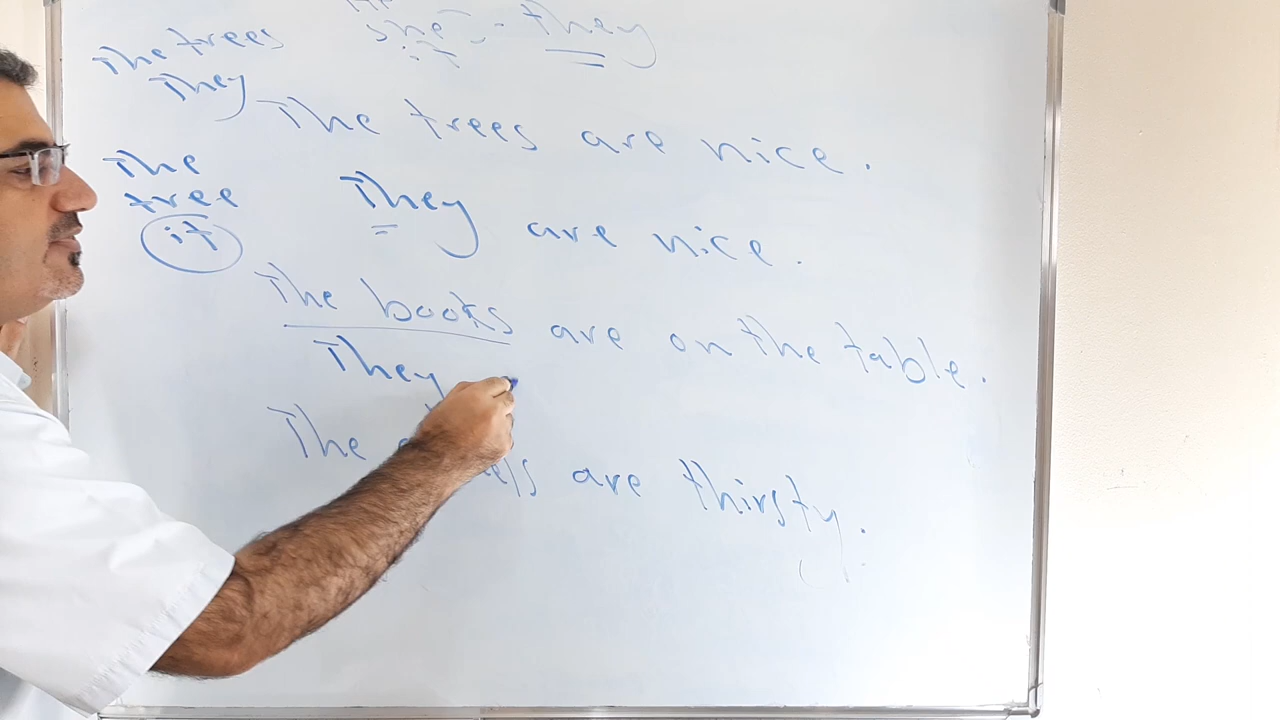 she - they
it
The trees
They
The trees are nice.
The
tree
it
They are nice.
The books are on the table.
They
The are thirsty.